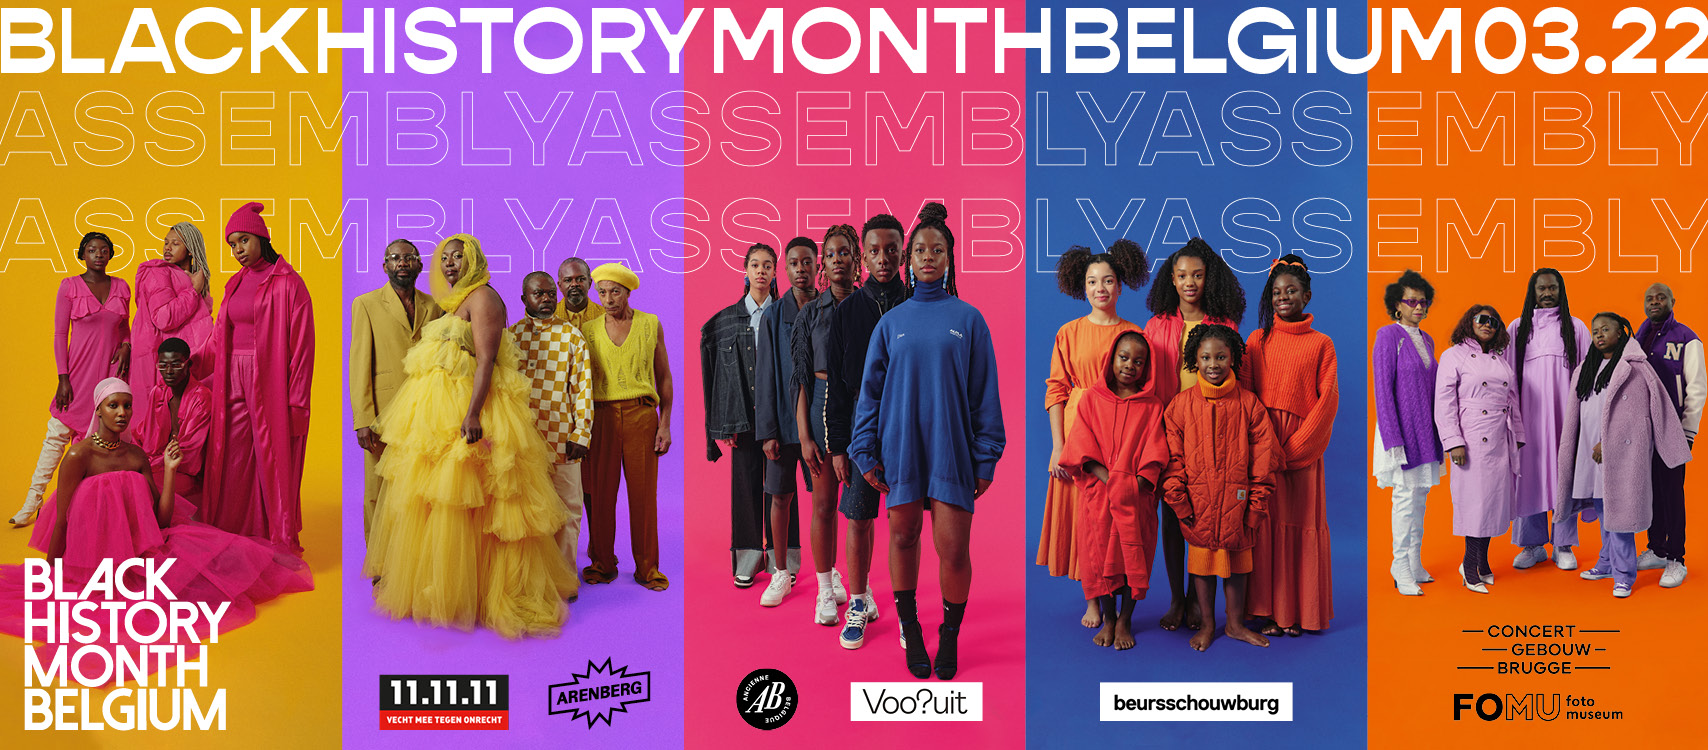 BLACKHISTORYMONTHBELGIUM03.22
ASSEMBLYASSEMBLYASSEMBLY
ASSEMBLYASSEMBLYASSEMBLY
N
BLACK
HISTORY
MONTH
BELGIUM
11.11.11
VECHT MEE TEGEN ONRECHT
ARENBERG
ANCIENNE
AB
BELGIQUE
Voo?uit
beursschouwburg
CONCERT
GEBOUW
BRUGGE
FOMU foto
museum